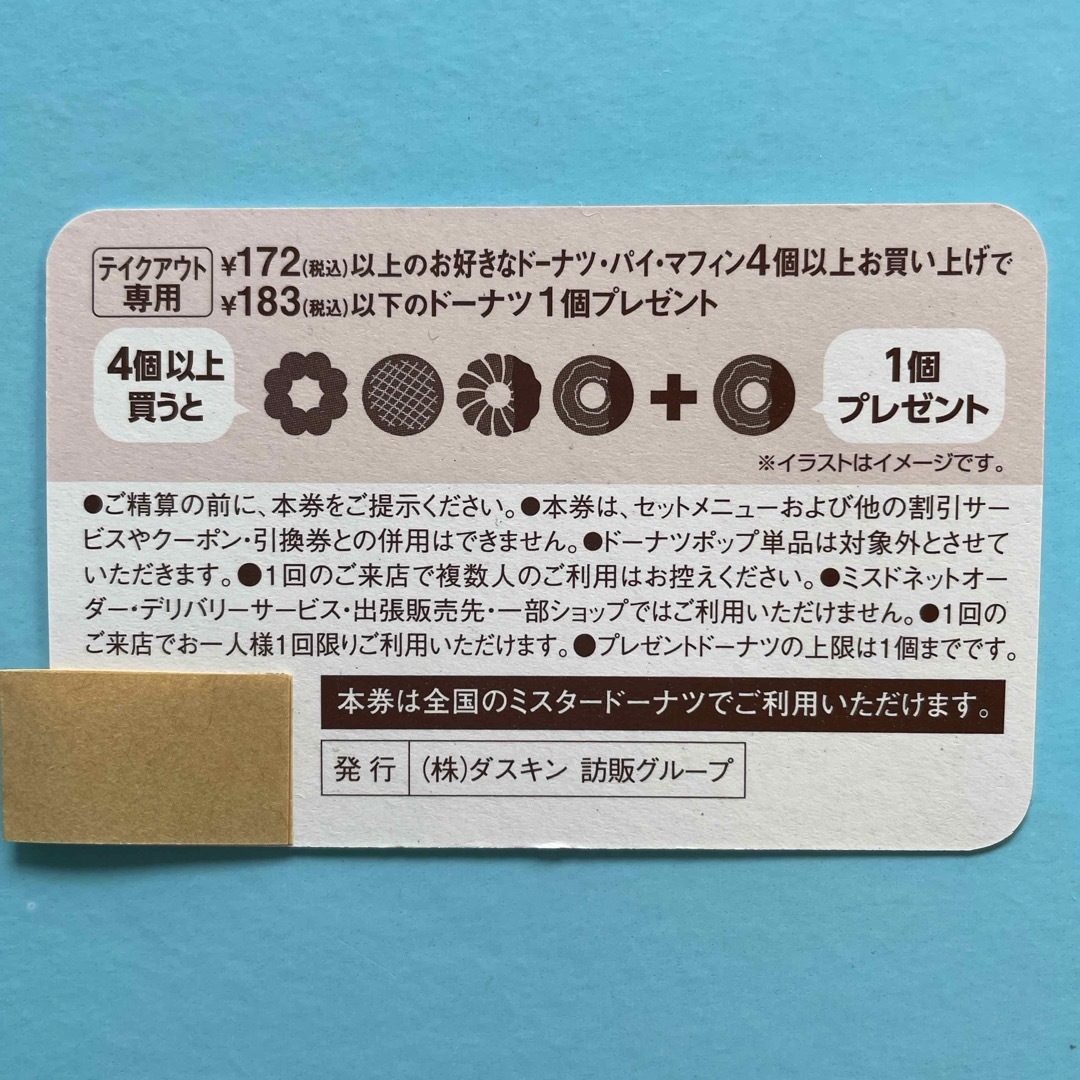 テイクアウト専用
¥172(税込)以上のお好きなドーナツ・パイ・マフィン4個以上お買い上げで
¥183(税込)以下のドーナツ1個プレゼント
4個以上
買うと
+
1個
プレゼント
※イラストはイメージです。
●ご精算の前に、本券をご提示ください。●本券は、セットメニューおよび他の割引サー
ビスやクーポン・引換券との併用はできません。●ドーナツポップ単品は対象外とさせて
いただきます。●1回のご来店で複数人のご利用はお控えください。●ミスドネットオー
ダー・デリバリーサービス・出張販売先・一部ショップではご利用いただけません。●1回の
ご来店でお一人様1回限りご利用いただけます。●プレゼントドーナツの上限は1個までです。
本券は全国のミスタードーナツでご利用いただけます。
発行 (株)ダスキン 訪販グループ